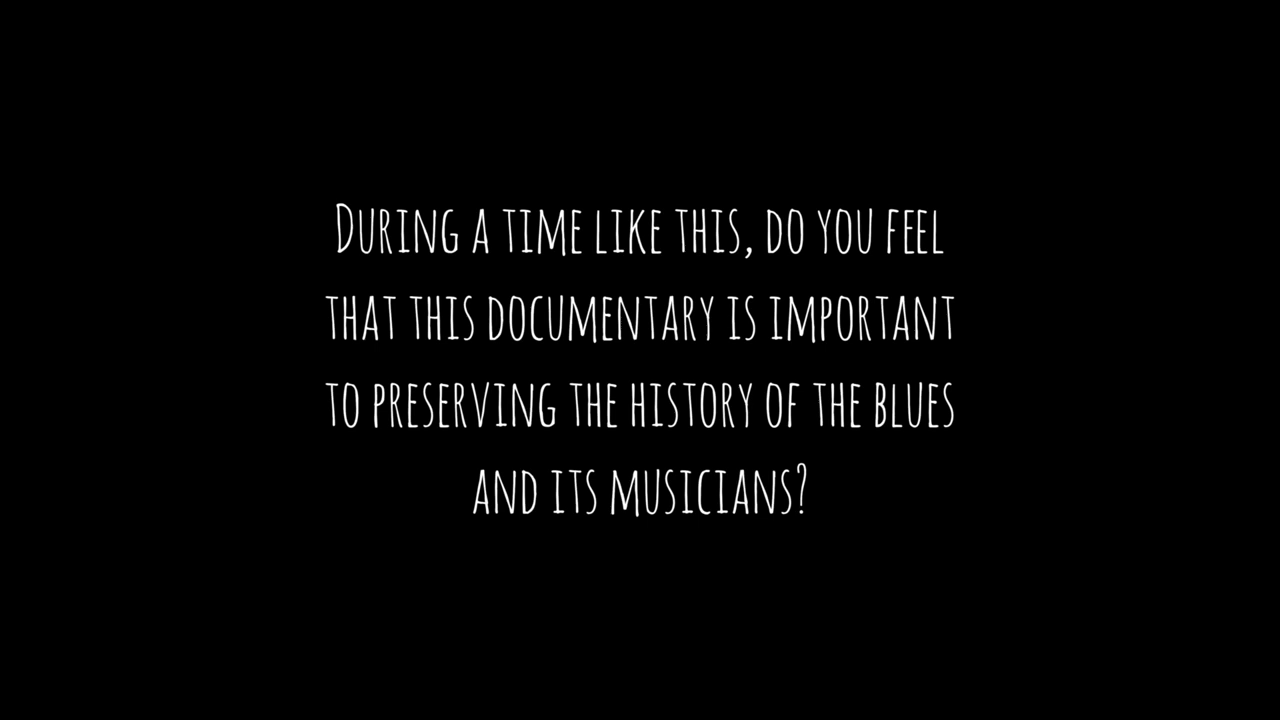 During a time like this, do you feel
that this documentary is important
to preserving the history of the blues
and its musicians?